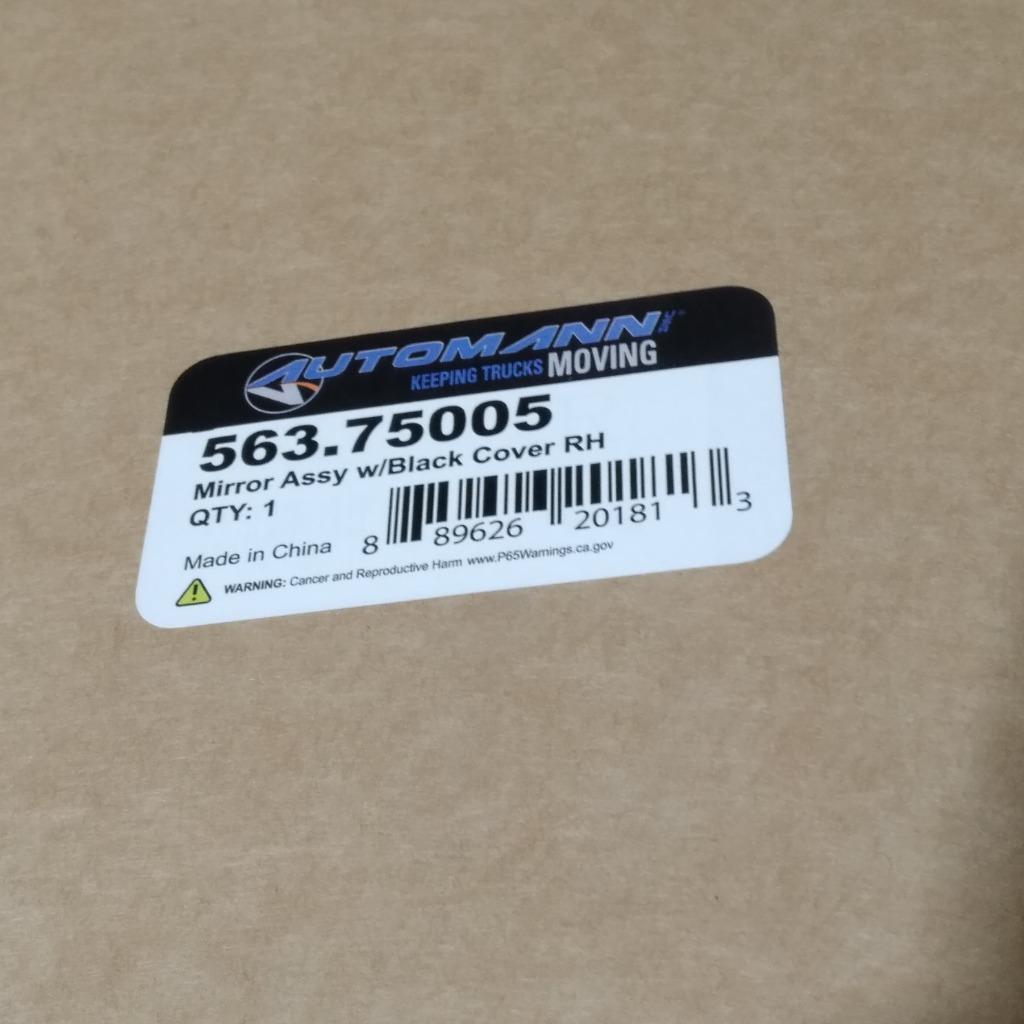 AUTOMANN INC
KEEPING TRUCKS MOVING
563.75005
Mirror Assy w/Black Cover RH
QTY: 1
8 89626 20181 3
Made in China
WARNING: Cancer and Reproductive Harm www.P65Warnings.ca.gov